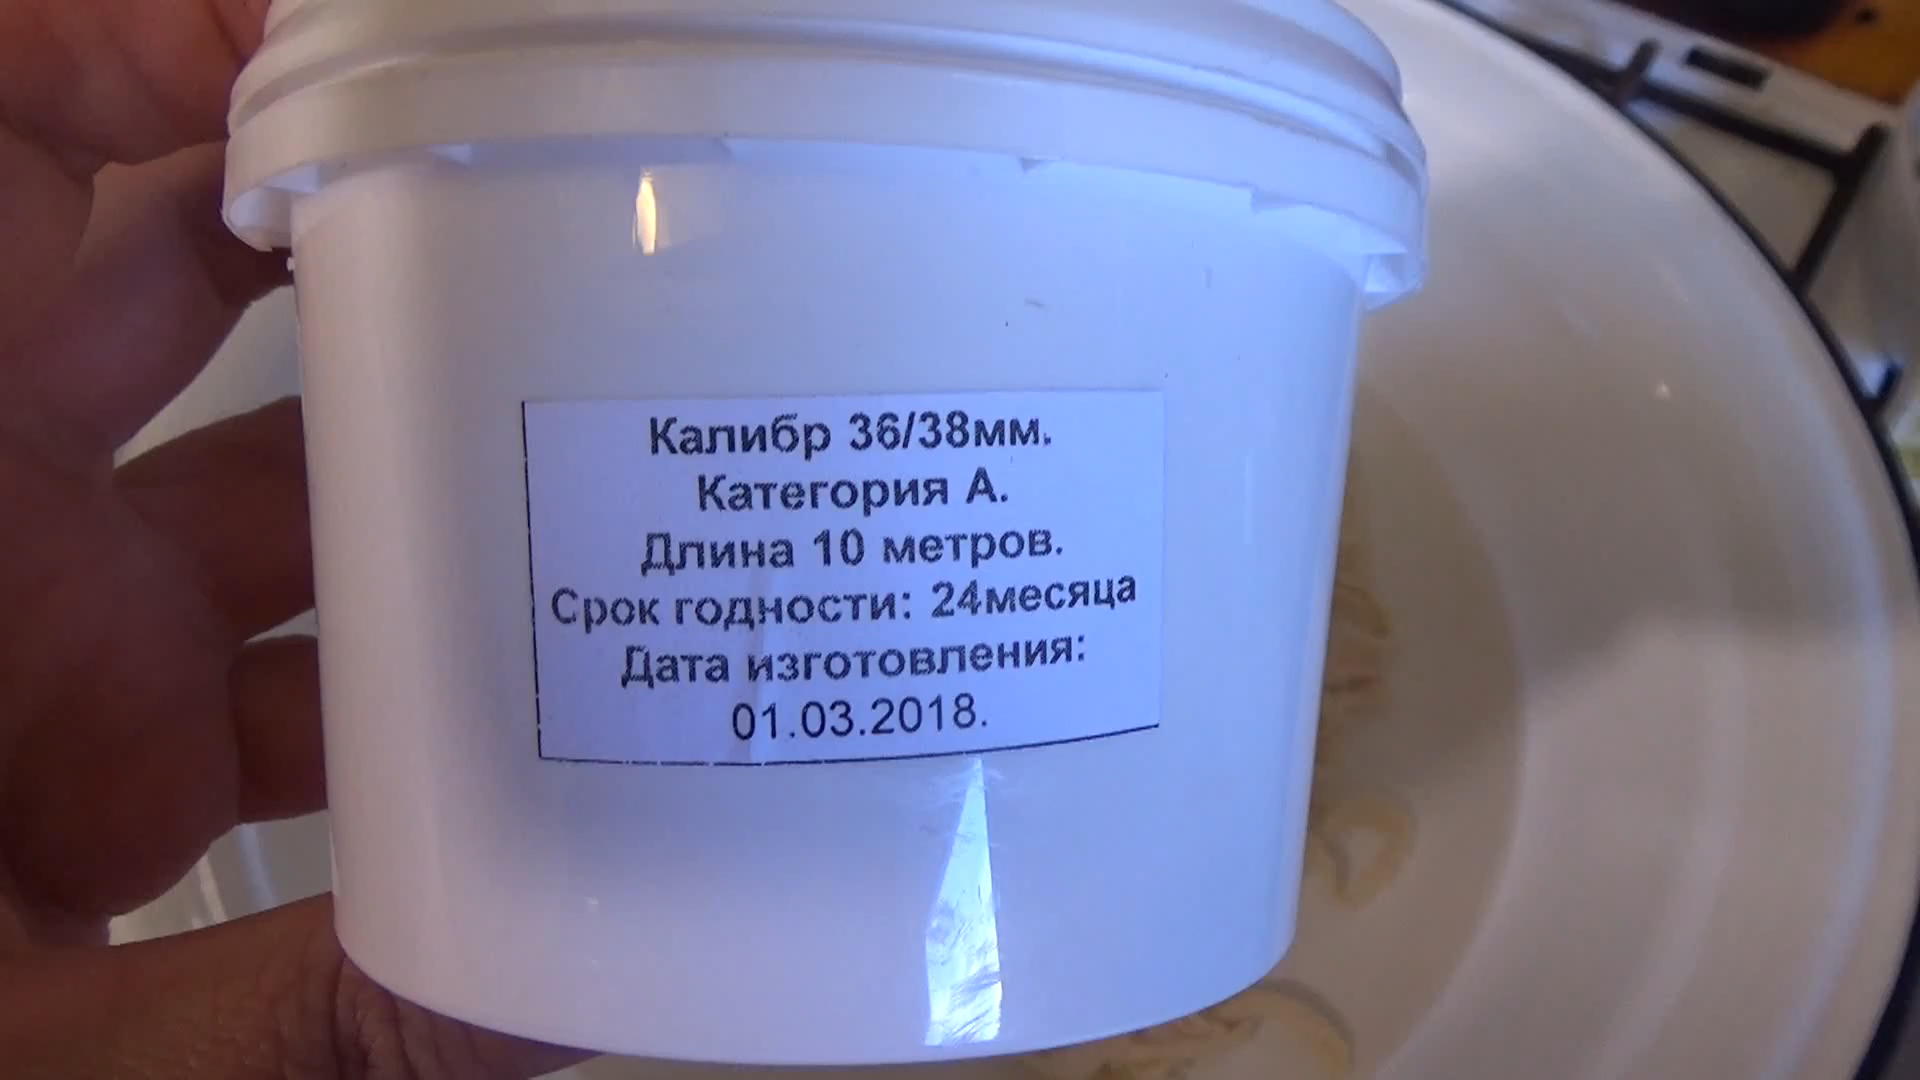 Калибр 36/38мм.
Категория А.
Длина 10 метров.
Срок годности: 24месяца
Дата изготовления:
01.03.2018.